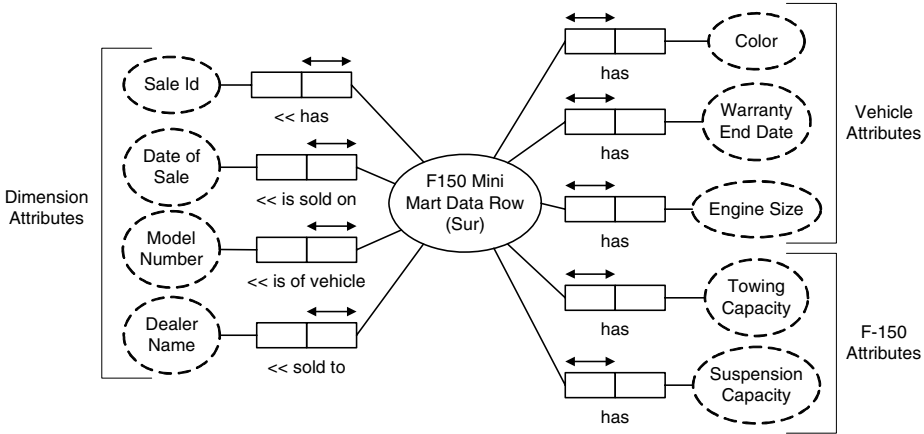 Dimension
Attributes
Sale Id
<< has
Date of
Sale
<< is sold on
Model
Number
<< is of vehicle
Dealer
Name
<< sold to
F150 Mini
Mart Data Row
(Sur)
has
Color
has
Warranty
End Date
has
Engine Size
Vehicle
Attributes
has
Towing
Capacity
has
Suspension
Capacity
F-150
Attributes